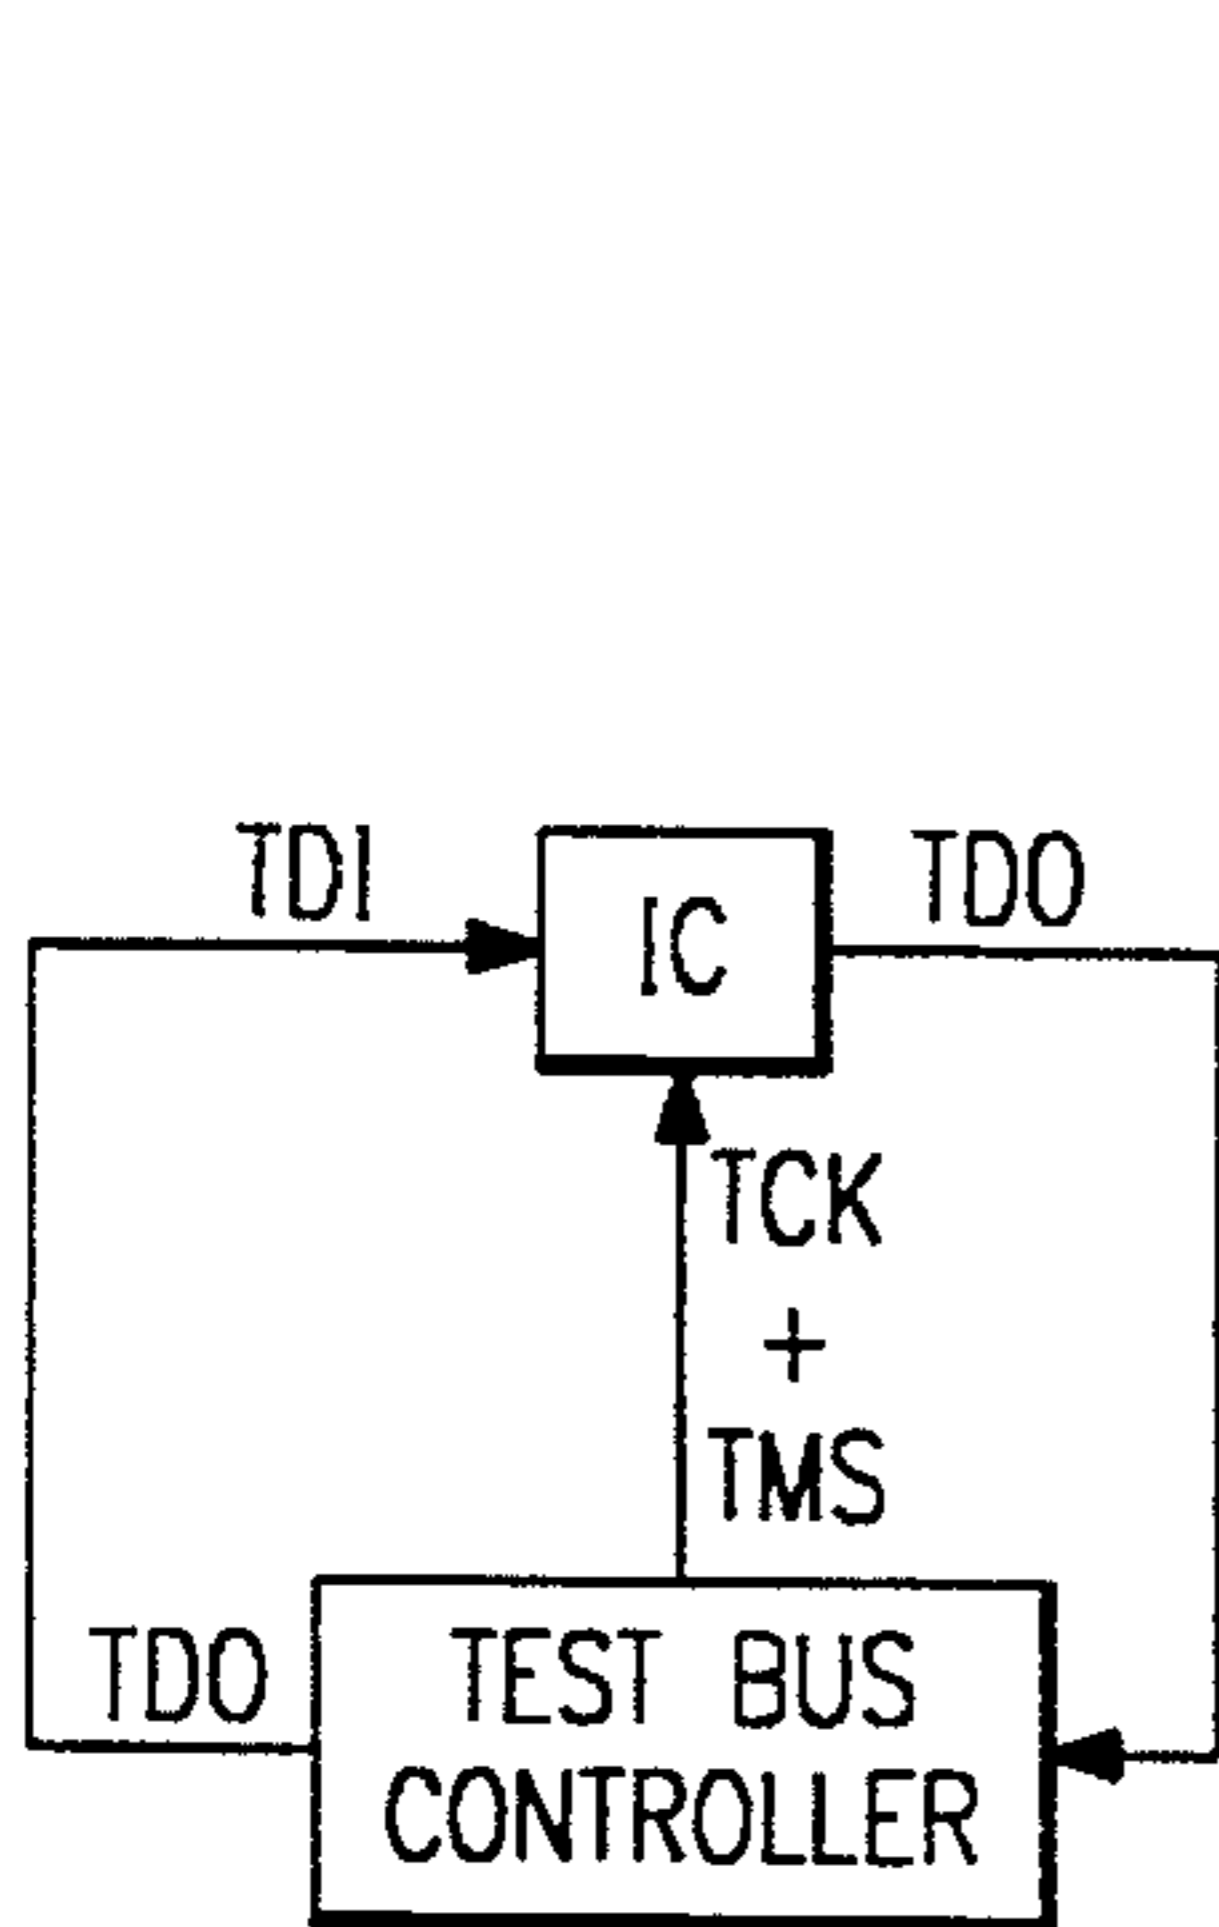 TDI
IC
TDO
TCK
+
TMS
TDO
TEST BUS
CONTROLLER